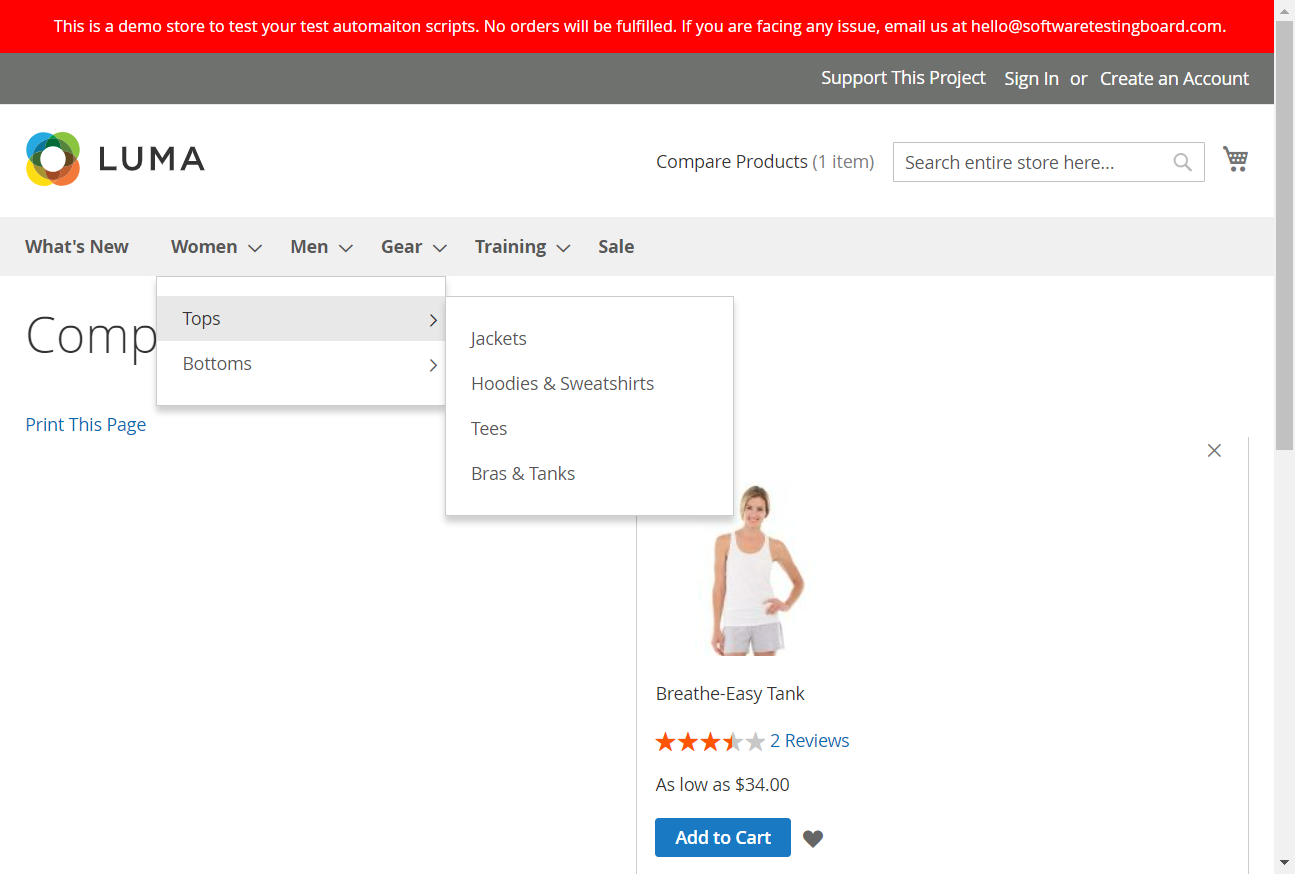 This is a demo store to test your test automaiton scripts. No orders will be fulfilled. If you are facing any issue, email us at hello@softwaretestingboard.com.
Support This Project Sign In or Create an Account
LUMA
Compare Products (1 item)
Search entire store here...
What's New Women Men Gear Training Sale
Comp
Tops
Bottoms
Jackets
Hoodies & Sweatshirts
Tees
Bras & Tanks
Print This Page
Breathe-Easy Tank
2 Reviews
As low as $34.00
Add to Cart